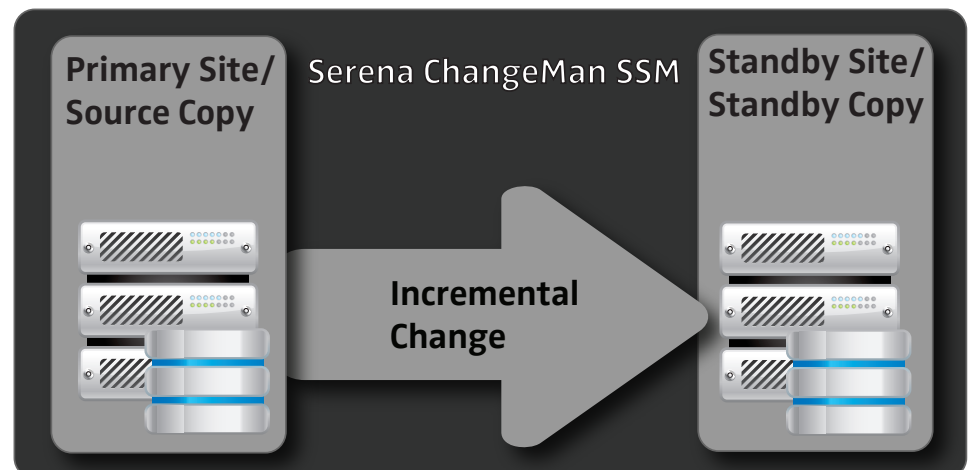 Primary Site/
Source Copy
Serena ChangeMan SSM
Standby Site/
Standby Copy
Incremental
Change